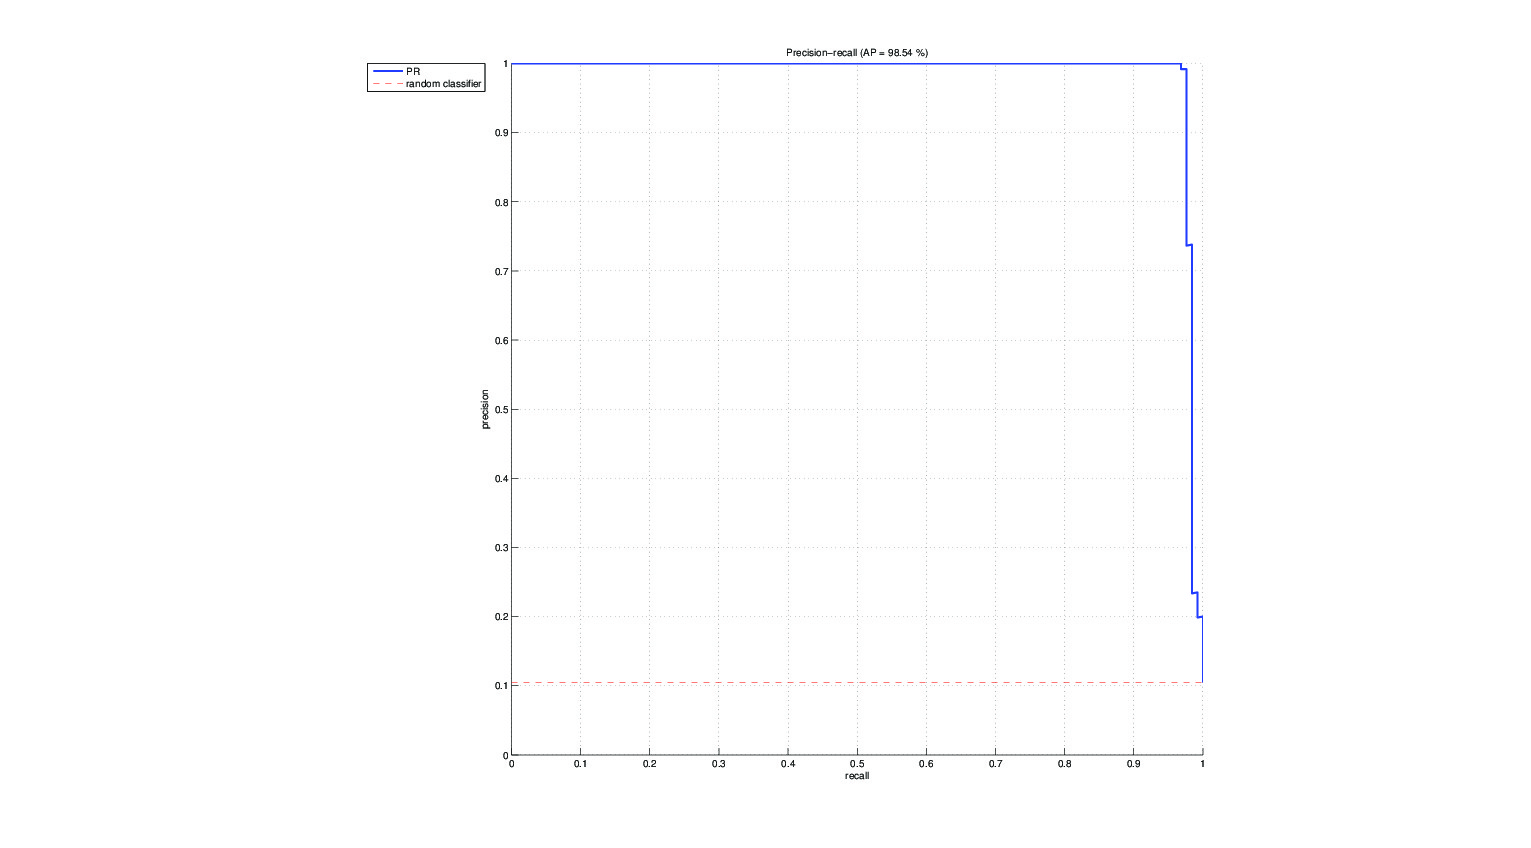 Precision−recall (AP = 98.54 %)
PR
random classifier
1
0.9
0.8
0.7
0.6
0.5
0.4
0.3
0.2
0.1
0
precision
0 0.1 0.2 0.3 0.4 0.5 0.6 0.7 0.8 0.9 1
recall